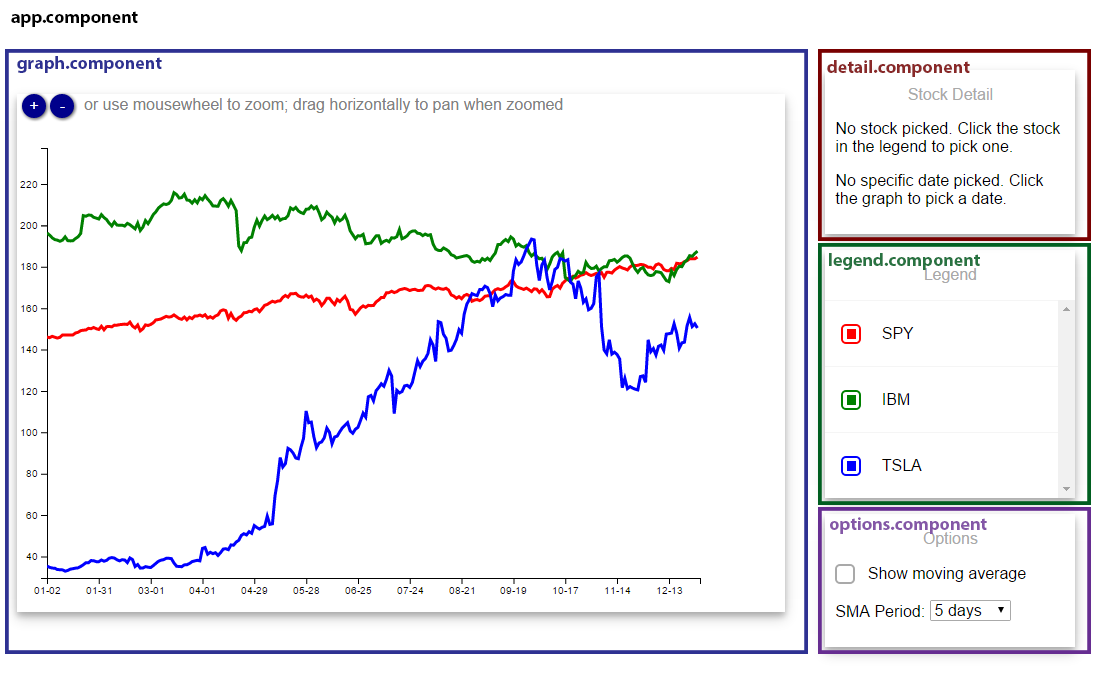 app.component
graph.component
+ - or use mousewheel to zoom; drag horizontally to pan when zoomed
220
200
180
160
140
120
100
80
60
40
01-02 01-31 03-01 04-01 04-29 05-28 06-25 07-24 08-21 09-19 10-17 11-14 12-13
detail.component
Stock Detail
No stock picked. Click the stock
in the legend to pick one.
No specific date picked. Click
the graph to pick a date.
legend.component
Legend
SPY
IBM
TSLA
options.component
Options
Show moving average
SMA Period: 5 days